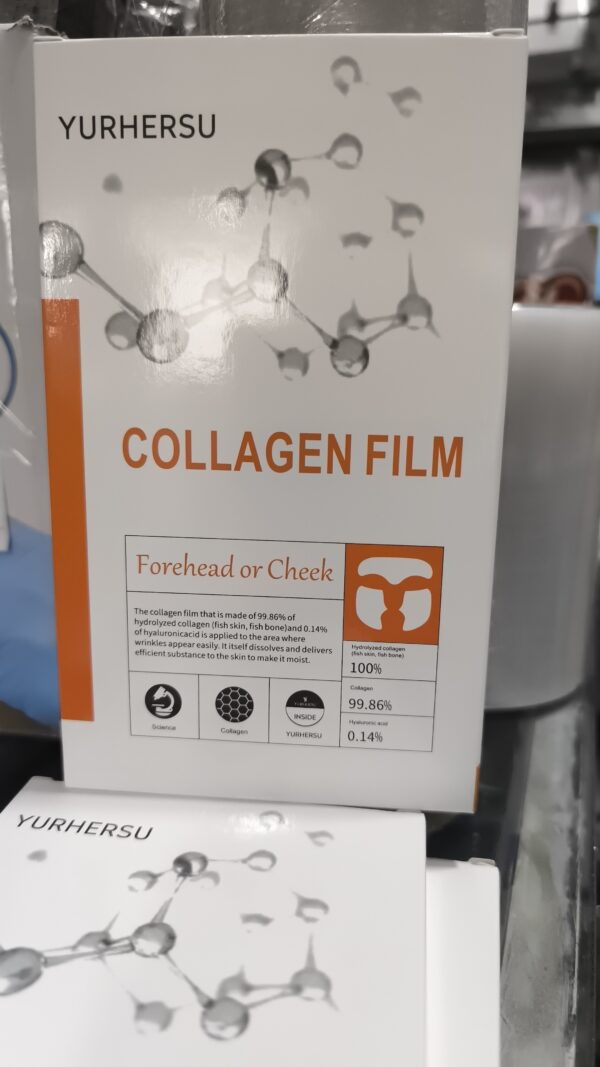 YURHERSU
COLLAGEN FILM
Forehead or Cheek
The collagen film that is made of 99.86% of
hydrolyzed collagen (fish skin, fish bone)and 0.14%
of hyaluronicacid is applied to the area where
wrinkles appear easily. It itself dissolves and delivers
efficient substance to the skin to make it moist.
Hydrolyzed collagen
(fish skin, fish bone)
100%
Collagen
99.86%
Hyaluronic acid
0.14%
Science
Collagen
YURHERSU
INSIDE
YURHERSU
YURHERSU